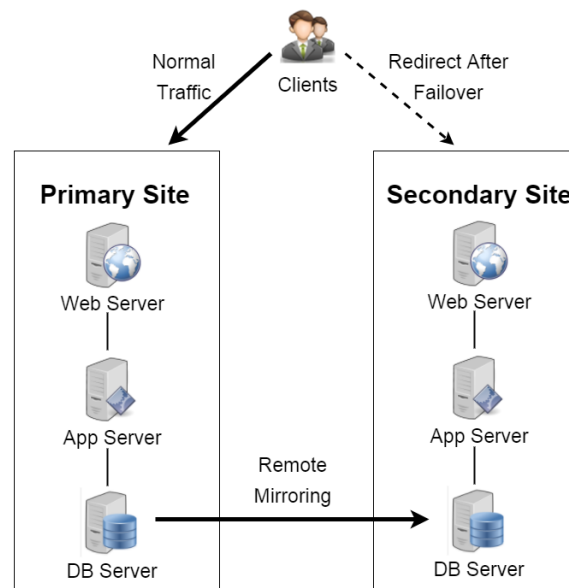 Normal
Traffic
Clients
Redirect After
Failover
Primary Site
Web Server
App Server
DB Server
Remote
Mirroring
Secondary Site
Web Server
App Server
DB Server